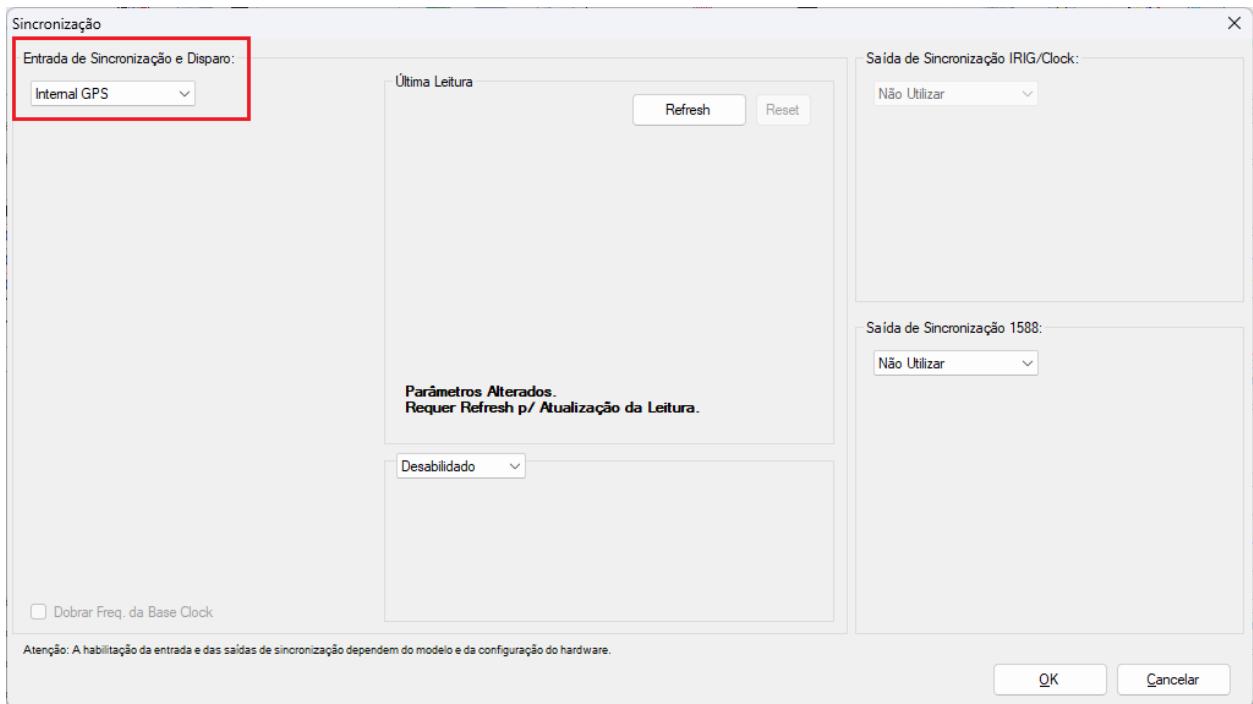 Sincronização
Entrada de Sincronização e Disparo:
Internal GPS
Dobrar Freq. da Base Clock
Última Leitura
Refresh
Reset
Parâmetros Alterados.
Requer Refresh p/ Atualização da Leitura.
Desabilidado
Saída de Sincronização IRIG/Clock:
Não Utilizar
Saída de Sincronização 1588:
Não Utilizar
Atenção: A habilitação da entrada e das saídas de sincronização dependem do modelo e da configuração do hardware.
OK
Cancelar